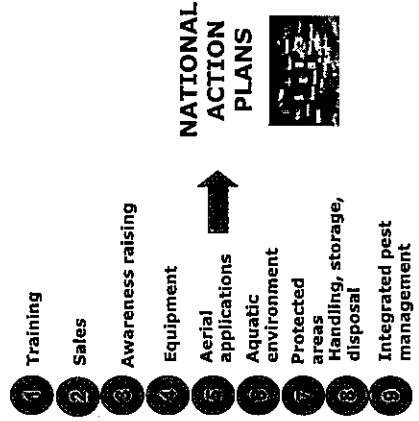 1 Training
2 Sales
3 Awareness raising
4 Equipment
5 Aerial
applications
6 Aquatic
environment
7 Protected
areas
8 Handling, storage,
disposal
9 Integrated pest
management
NATIONAL
ACTION
PLANS